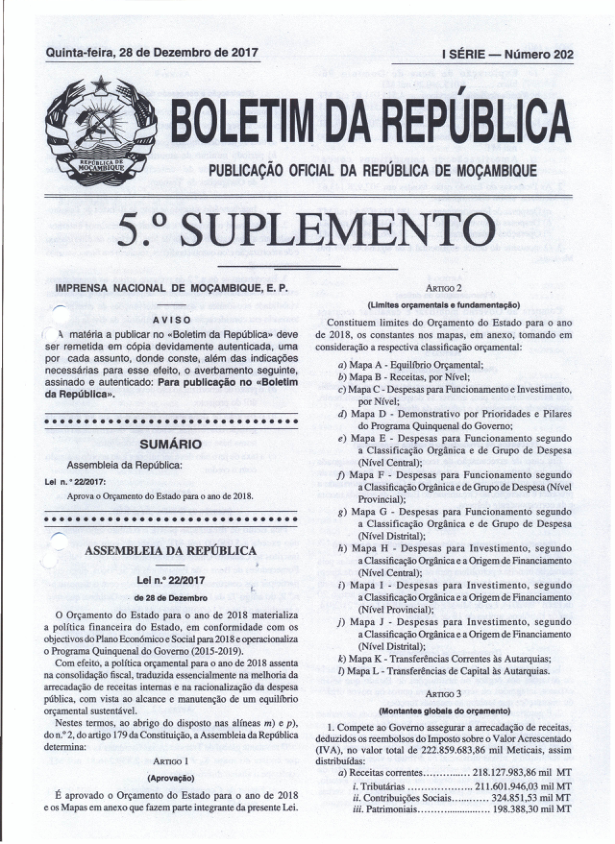 Quinta-feira, 28 de Dezembro de 2017
I SÉRIE — Número 202
REPÚBLICA DE
MOÇAMBIQUE
BOLETIM DA REPÚBLICA
PUBLICAÇÃO OFICIAL DA REPÚBLICA DE MOÇAMBIQUE
5.º SUPLEMENTO
IMPRENSA NACIONAL DE MOÇAMBIQUE, E. P.
AVISO
A matéria a publicar no «Boletim da República» deve
ser remetida em cópia devidamente autenticada, uma
por cada assunto, donde conste, além das indicações
necessárias para esse efeito, o averbamento seguinte,
assinado e autenticado: Para publicação no «Boletim
da República».
SUMÁRIO
Assembleia da República:
Lei n.º 22/2017:
Aprova o Orçamento do Estado para o ano de 2018.
ASSEMBLEIA DA REPÚBLICA
Lei n.º 22/2017
de 28 de Dezembro
O Orçamento do Estado para o ano de 2018 materializa
a política financeira do Estado, em conformidade com os
objectivos do Plano Económico e Social para 2018 e operacionaliza
o Programa Quinquenal do Governo (2015-2019).
Com efeito, a política orçamental para o ano de 2018 assenta
na consolidação fiscal, traduzida essencialmente na melhoria da
arrecadação de receitas internas e na racionalização da despesa
pública, com vista ao alcance e manutenção de um equilíbrio
orçamental sustentável.
Nestes termos, ao abrigo do disposto nas alíneas m) e p),
do n.º 2, do artigo 179 da Constituição, a Assembleia da República
determina:
ARTIGO 1
(Aprovação)
É aprovado o Orçamento do Estado para o ano de 2018
e os Mapas em anexo que fazem parte integrante da presente Lei.
ARTIGO 2
(Limites orçamentais e fundamentação)
Constituem limites do Orçamento do Estado para o ano
de 2018, os constantes nos mapas, em anexo, tomando em
consideração a respectiva classificação orçamental:
a) Mapa A - Equilíbrio Orçamental;
b) Mapa B - Receitas, por Nível;
c) Mapa C - Despesas para Funcionamento e Investimento,
por Nível;
d) Mapa D - Demonstrativo por Prioridades e Pilares
do Programa Quinquenal do Governo;
e) Mapa E - Despesas para Funcionamento segundo
a Classificação Orgânica e de Grupo de Despesa
(Nível Central);
f) Mapa F - Despesas para Funcionamento segundo
a Classificação Orgânica e de Grupo de Despesa (Nível
Provincial);
g) Mapa G - Despesas para Funcionamento segundo
a Classificação Orgânica e de Grupo de Despesa
(Nível Distrital);
h) Mapa H - Despesas para Investimento, segundo
a Classificação Orgânica e a Origem de Financiamento
(Nível Central);
i) Mapa I - Despesas para Investimento, segundo
a Classificação Orgânica e a Origem de Financiamento
(Nível Provincial);
j) Mapa J - Despesas para Investimento, segundo
a Classificação Orgânica e a Origem de Financiamento
(Nível Distrital);
k) Mapa K - Transferências Correntes às Autarquias;
l) Mapa L - Transferências de Capital às Autarquias.
ARTIGO 3
(Montantes globais do orçamento)
1. Compete ao Governo assegurar a arrecadação de receitas,
deduzidos os reembolsos do Imposto sobre o Valor Acrescentado
(IVA), no valor total de 222.859.683,86 mil Meticais, assim
distribuídas:
a) Receitas correntes............... 218.127.983,86 mil MT
i. Tributárias ..................... 211.601.946,03 mil MT
ii. Contribuições Sociais........... 324.851,53 mil MT
iii. Patrimoniais...................... 198.388,30 mil MT